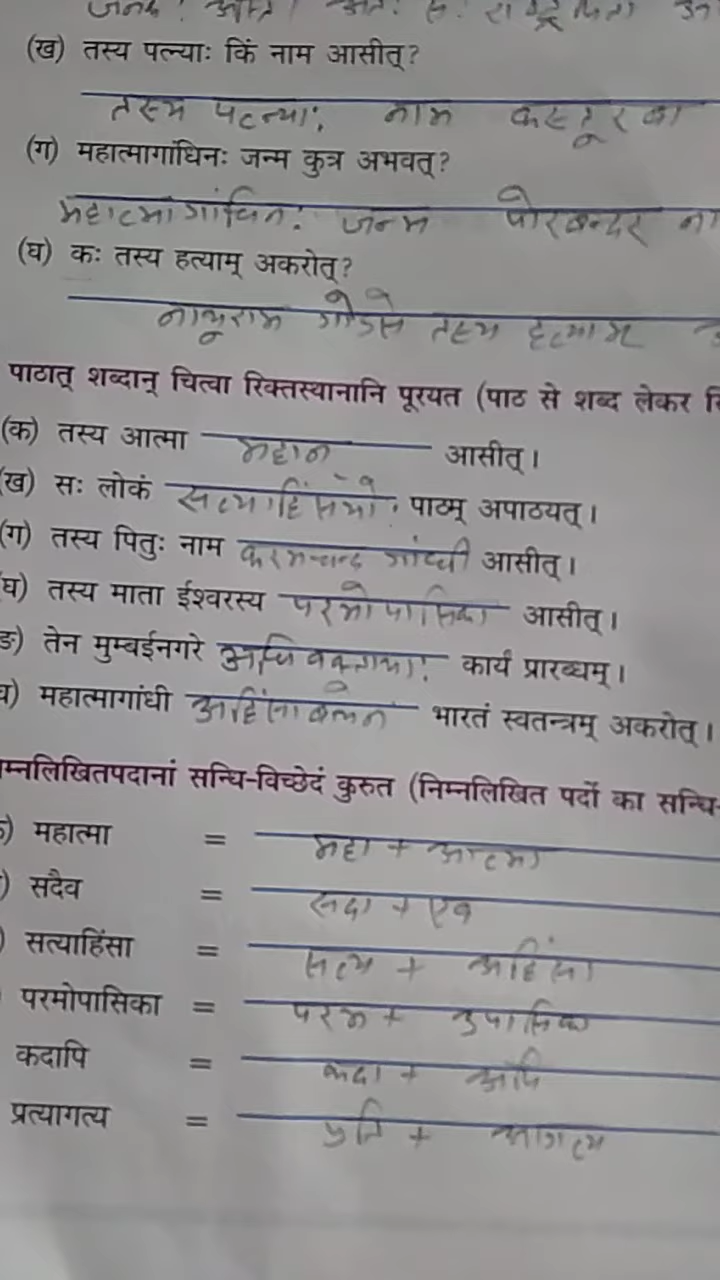 (ख) तस्य पत्न्याः किं नाम आसीत्?
तस्य पत्न्याः नाम कस्तूरबा
(ग) महात्मागांधिनः जन्म कुत्र अभवत्?
महात्मागांधिनः जन्म पोरबन्दर ना
(घ) कः तस्य हत्याम् अकरोत्?
नाथूराम गोडसे तस्य हत्याम्
पाठात् शब्दान् चित्वा रिक्तस्थानानि पूरयत (पाठ से शब्द लेकर रि
(क) तस्य आत्मा महान आसीत्।
(ख) सः लोकं सत्याहिंसयोः पाठम् अपाठयत्।
(ग) तस्य पितुः नाम करमचन्द गांधी आसीत्।
(घ) तस्य माता ईश्वरस्य परमोपासिका आसीत्।
ङ) तेन मुम्बईनगरे अधिवक्तायाः कार्यं प्रारब्धम्।
च) महात्मागांधी अहिंसाबलेन भारतं स्वतन्त्रम् अकरोत्।
म्नलिखितपदानां सन्धि-विच्छेदं कुरुत (निम्नलिखित पदों का सन्धि-
) महात्मा = महा + आत्मा
) सदैव = सदा + एव
) सत्याहिंसा = सत्य + अहिंसा
परमोपासिका = परम + उपासिका
कदापि = कदा + अपि
प्रत्यागत्य = प्रति + आगत्य